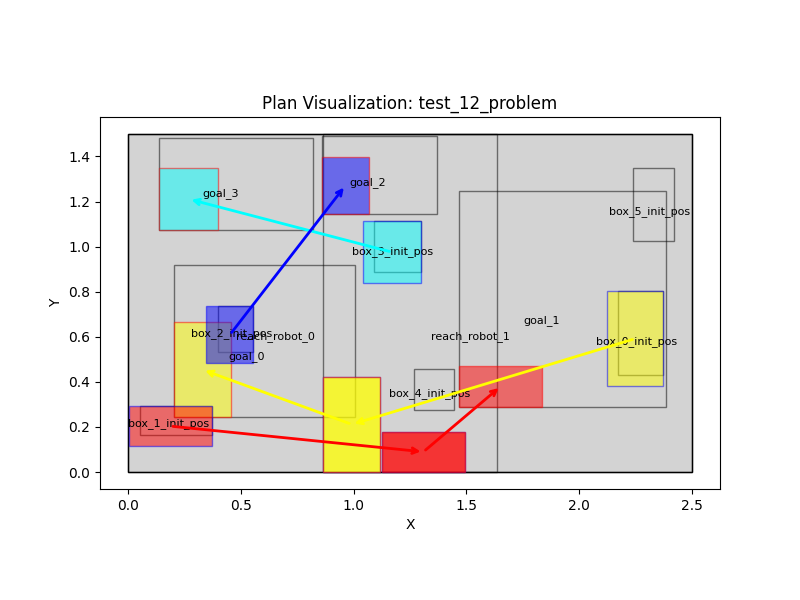 Plan Visualization: test_12_problem
1.4
1.2
1.0
0.8
0.6
0.4
0.2
0.0
Y
goal_2
goal_3
box_5_init_pos
box_3_init_pos
goal_1
box_2_init_pos
reach_robot_0
reach_robot_1
box_0_init_pos
goal_0
box_4_init_pos
box_1_init_pos
0.0 0.5 1.0 1.5 2.0 2.5
X